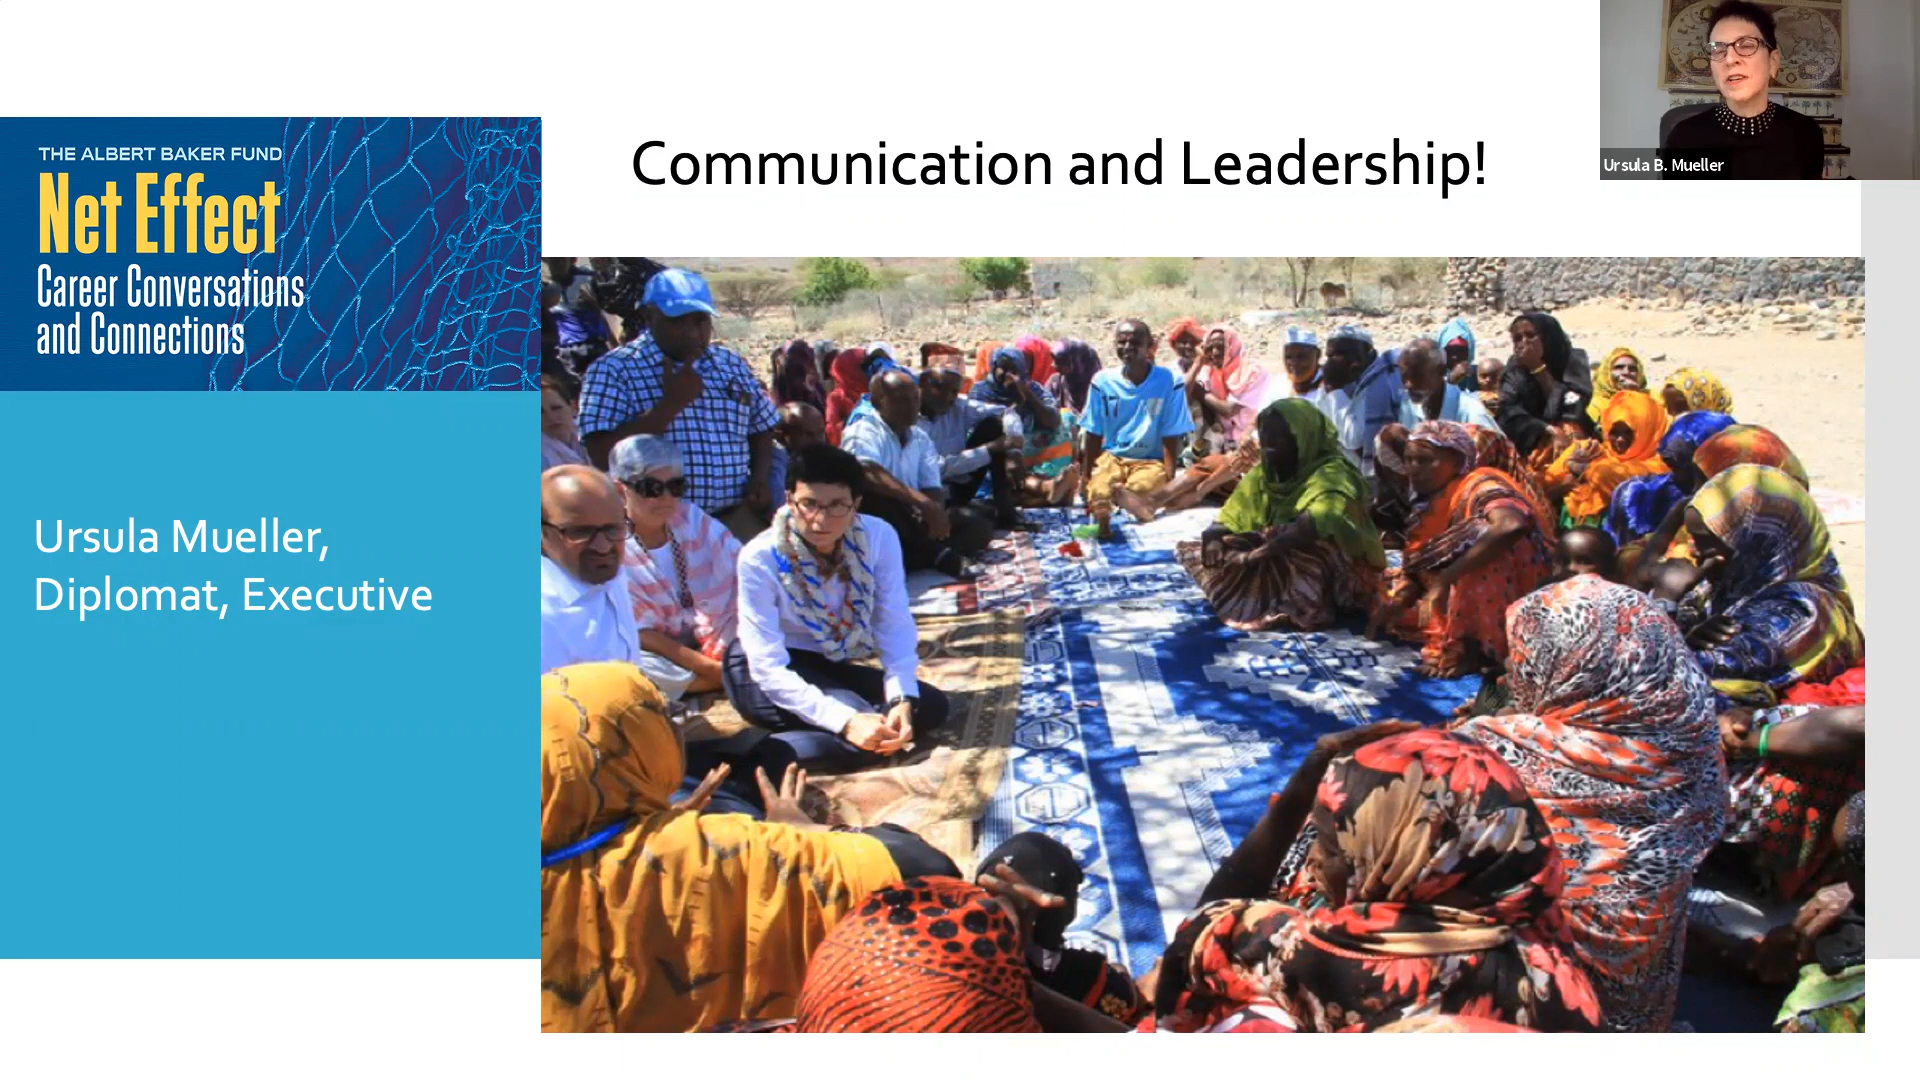 THE ALBERT BAKER FUND
Net Effect
Career Conversations
and Connections
Communication and Leadership!
Ursula B. Mueller
Ursula Mueller,
Diplomat, Executive